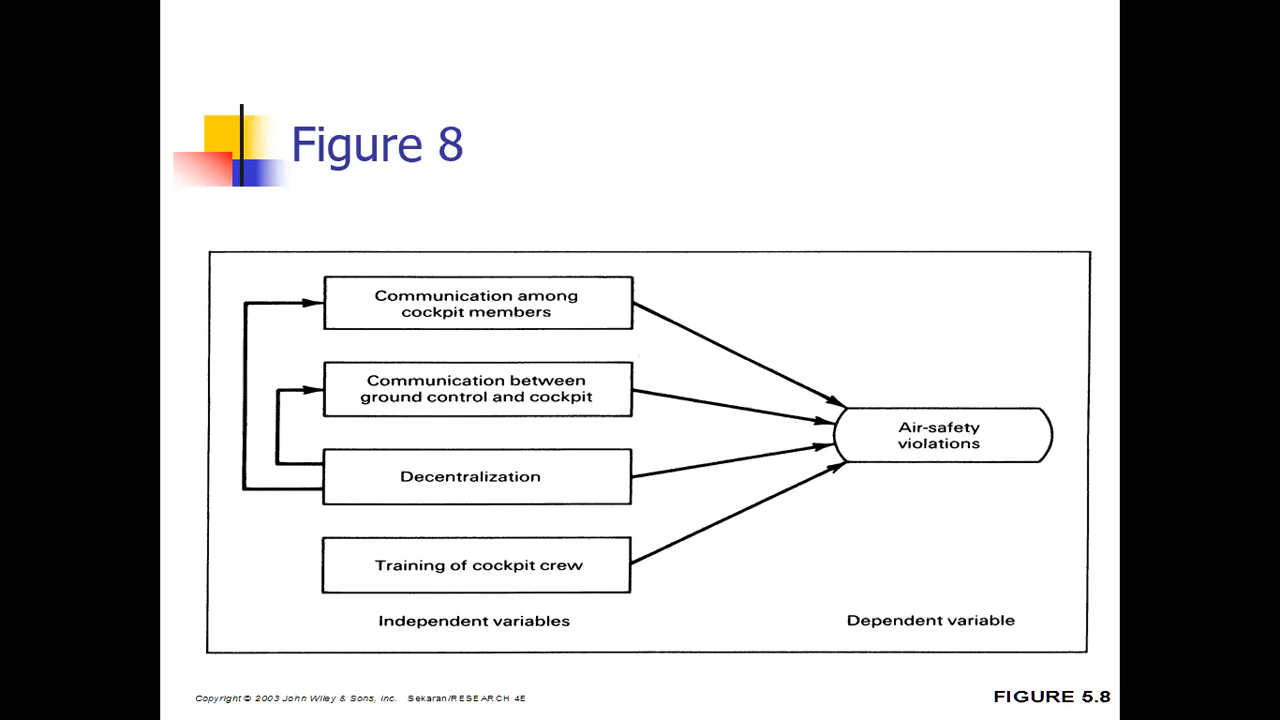 Figure 8
Communication among
cockpit members
Communication between
ground control and cockpit
Air-safety
violations
Decentralization
Training of cockpit crew
Independent variables
Dependent variable
Copyright © 2003 John Wiley & Sons, Inc. Sekaran/RESEARCH 4E
FIGURE 5.8